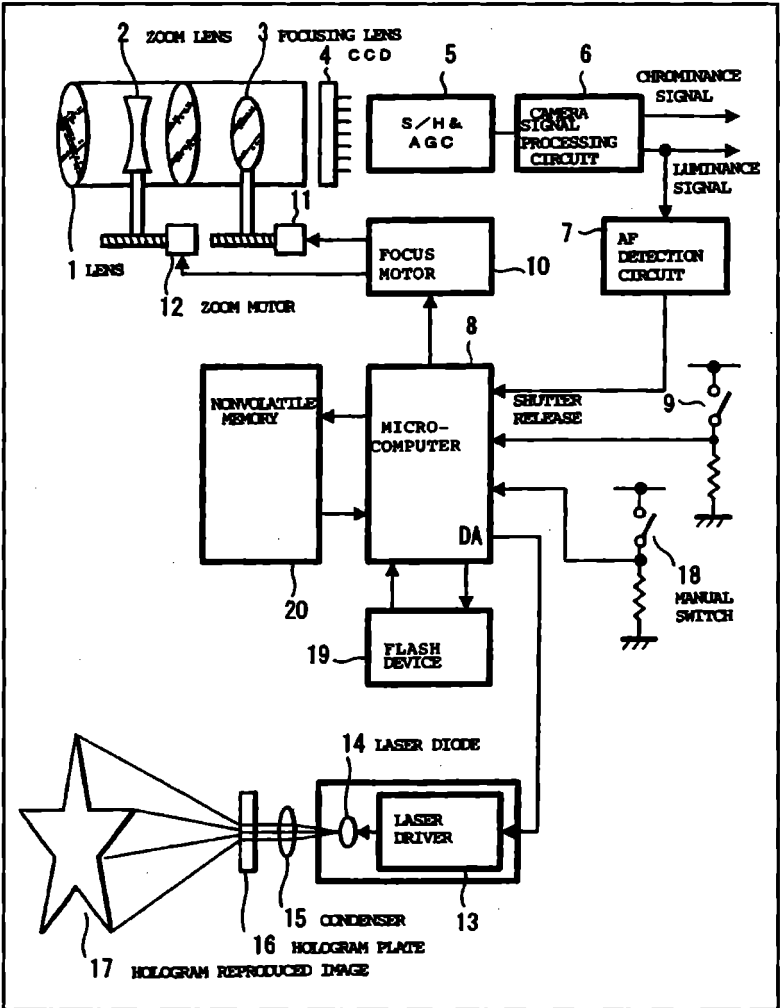 2 ZOOM LENS
3 FOCUSING LENS
4 CCD
5
6
CHROMINANCE
SIGNAL
S/H&
AGC
CAMERA
SIGNAL
PROCESSING
CIRCUIT
LUMINANCE
SIGNAL
1 LENS
11
12 ZOOM MOTOR
FOCUS
MOTOR
10
7
AF
DETECTION
CIRCUIT
8
NONVOLATILE
MEMORY
MICRO-
COMPUTER
SHUTTER
RELEASE
9
DA
18
MANUAL
SWITCH
20
19
FLASH
DEVICE
14 LASER DIODE
LASER
DRIVER
13
15 CONDENSER
16 HOLOGRAM PLATE
17 HOLOGRAM REPRODUCED IMAGE